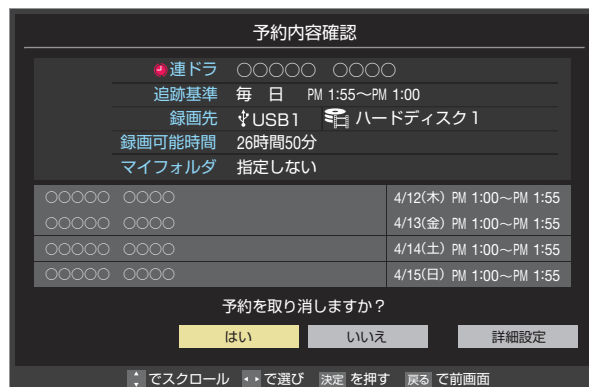 予約内容確認
連ドラ ○○○○○ ○○○○
追跡基準 毎 日 PM 1:55～PM 1:00
録画先 USB1 ハードディスク1
録画可能時間 26時間50分
マイフォルダ 指定しない
○○○○○ ○○○○ 4/12(木) PM 1:00～PM 1:55
○○○○○ ○○○○ 4/13(金) PM 1:00～PM 1:55
○○○○○ ○○○○ 4/14(土) PM 1:00～PM 1:55
○○○○○ ○○○○ 4/15(日) PM 1:00～PM 1:55
予約を取り消しますか？
はい いいえ 詳細設定
でスクロール で選び 決定 を押す 戻る で前画面